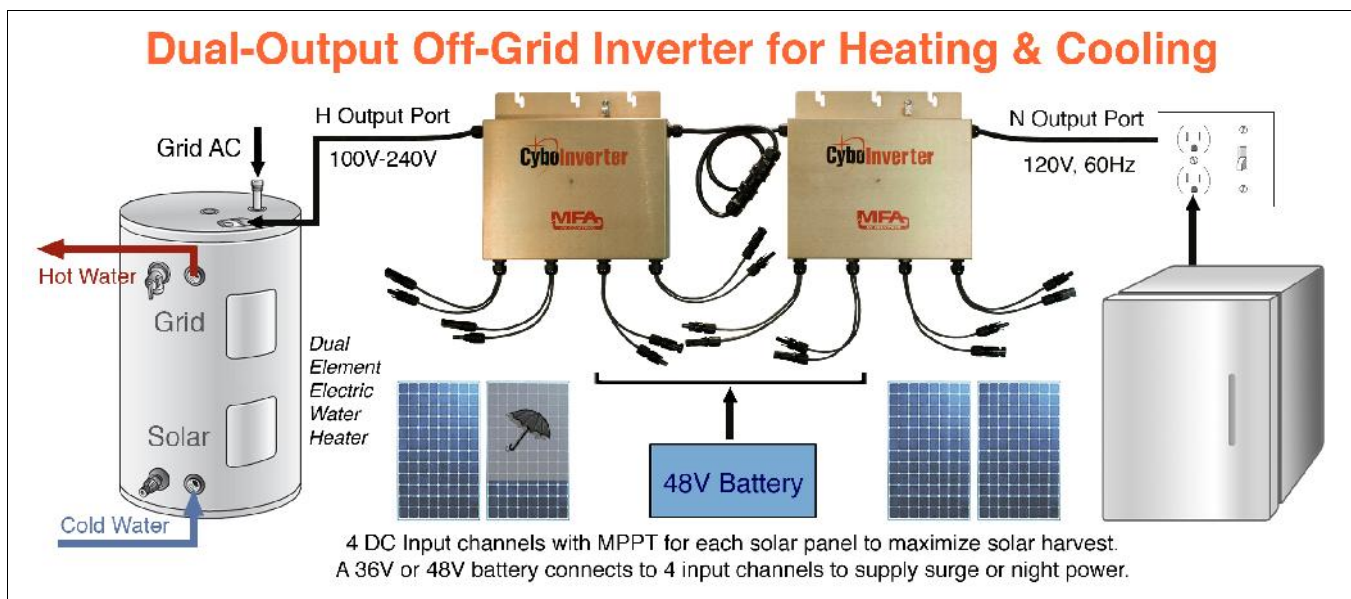 Dual-Output Off-Grid Inverter for Heating & Cooling
Grid AC
H Output Port
100V-240V
CyboInverter
MFA
CyboInverter
MFA
N Output Port
120V, 60Hz
Hot Water
Grid
Solar
Cold Water
Dual
Element
Electric
Water
Heater
48V Battery
4 DC Input channels with MPPT for each solar panel to maximize solar harvest.
A 36V or 48V battery connects to 4 input channels to supply surge or night power.